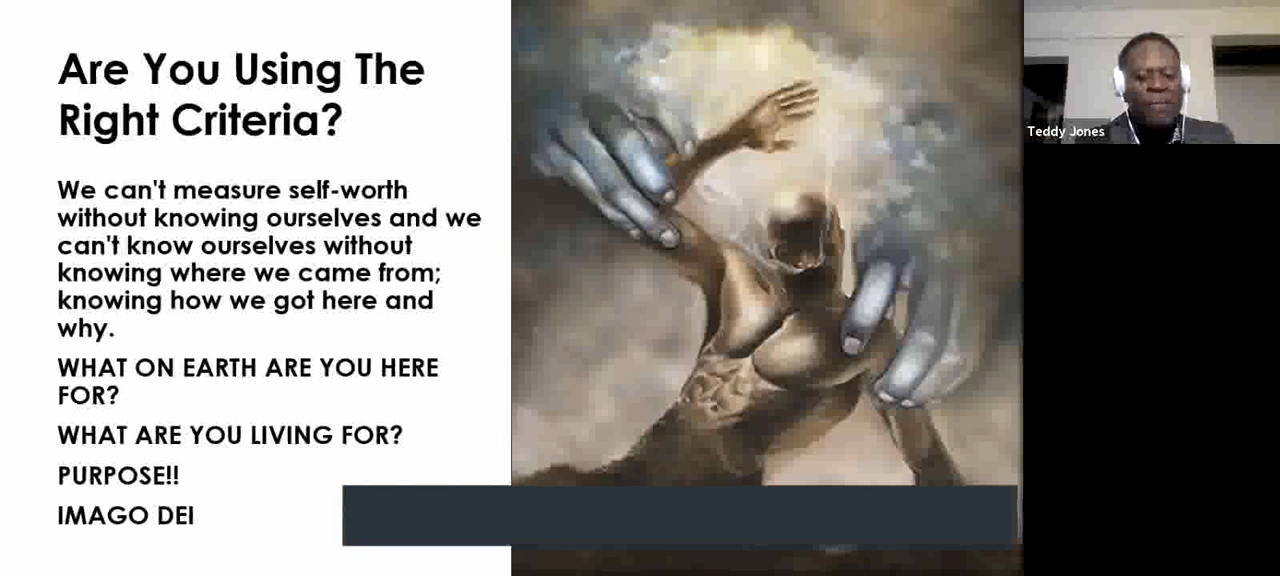 Are You Using The
Right Criteria?
We can't measure self-worth
without knowing ourselves and we
can't know ourselves without
knowing where we came from;
knowing how we got here and
why.
WHAT ON EARTH ARE YOU HERE
FOR?
WHAT ARE YOU LIVING FOR?
PURPOSE!!
IMAGO DEI
Teddy Jones